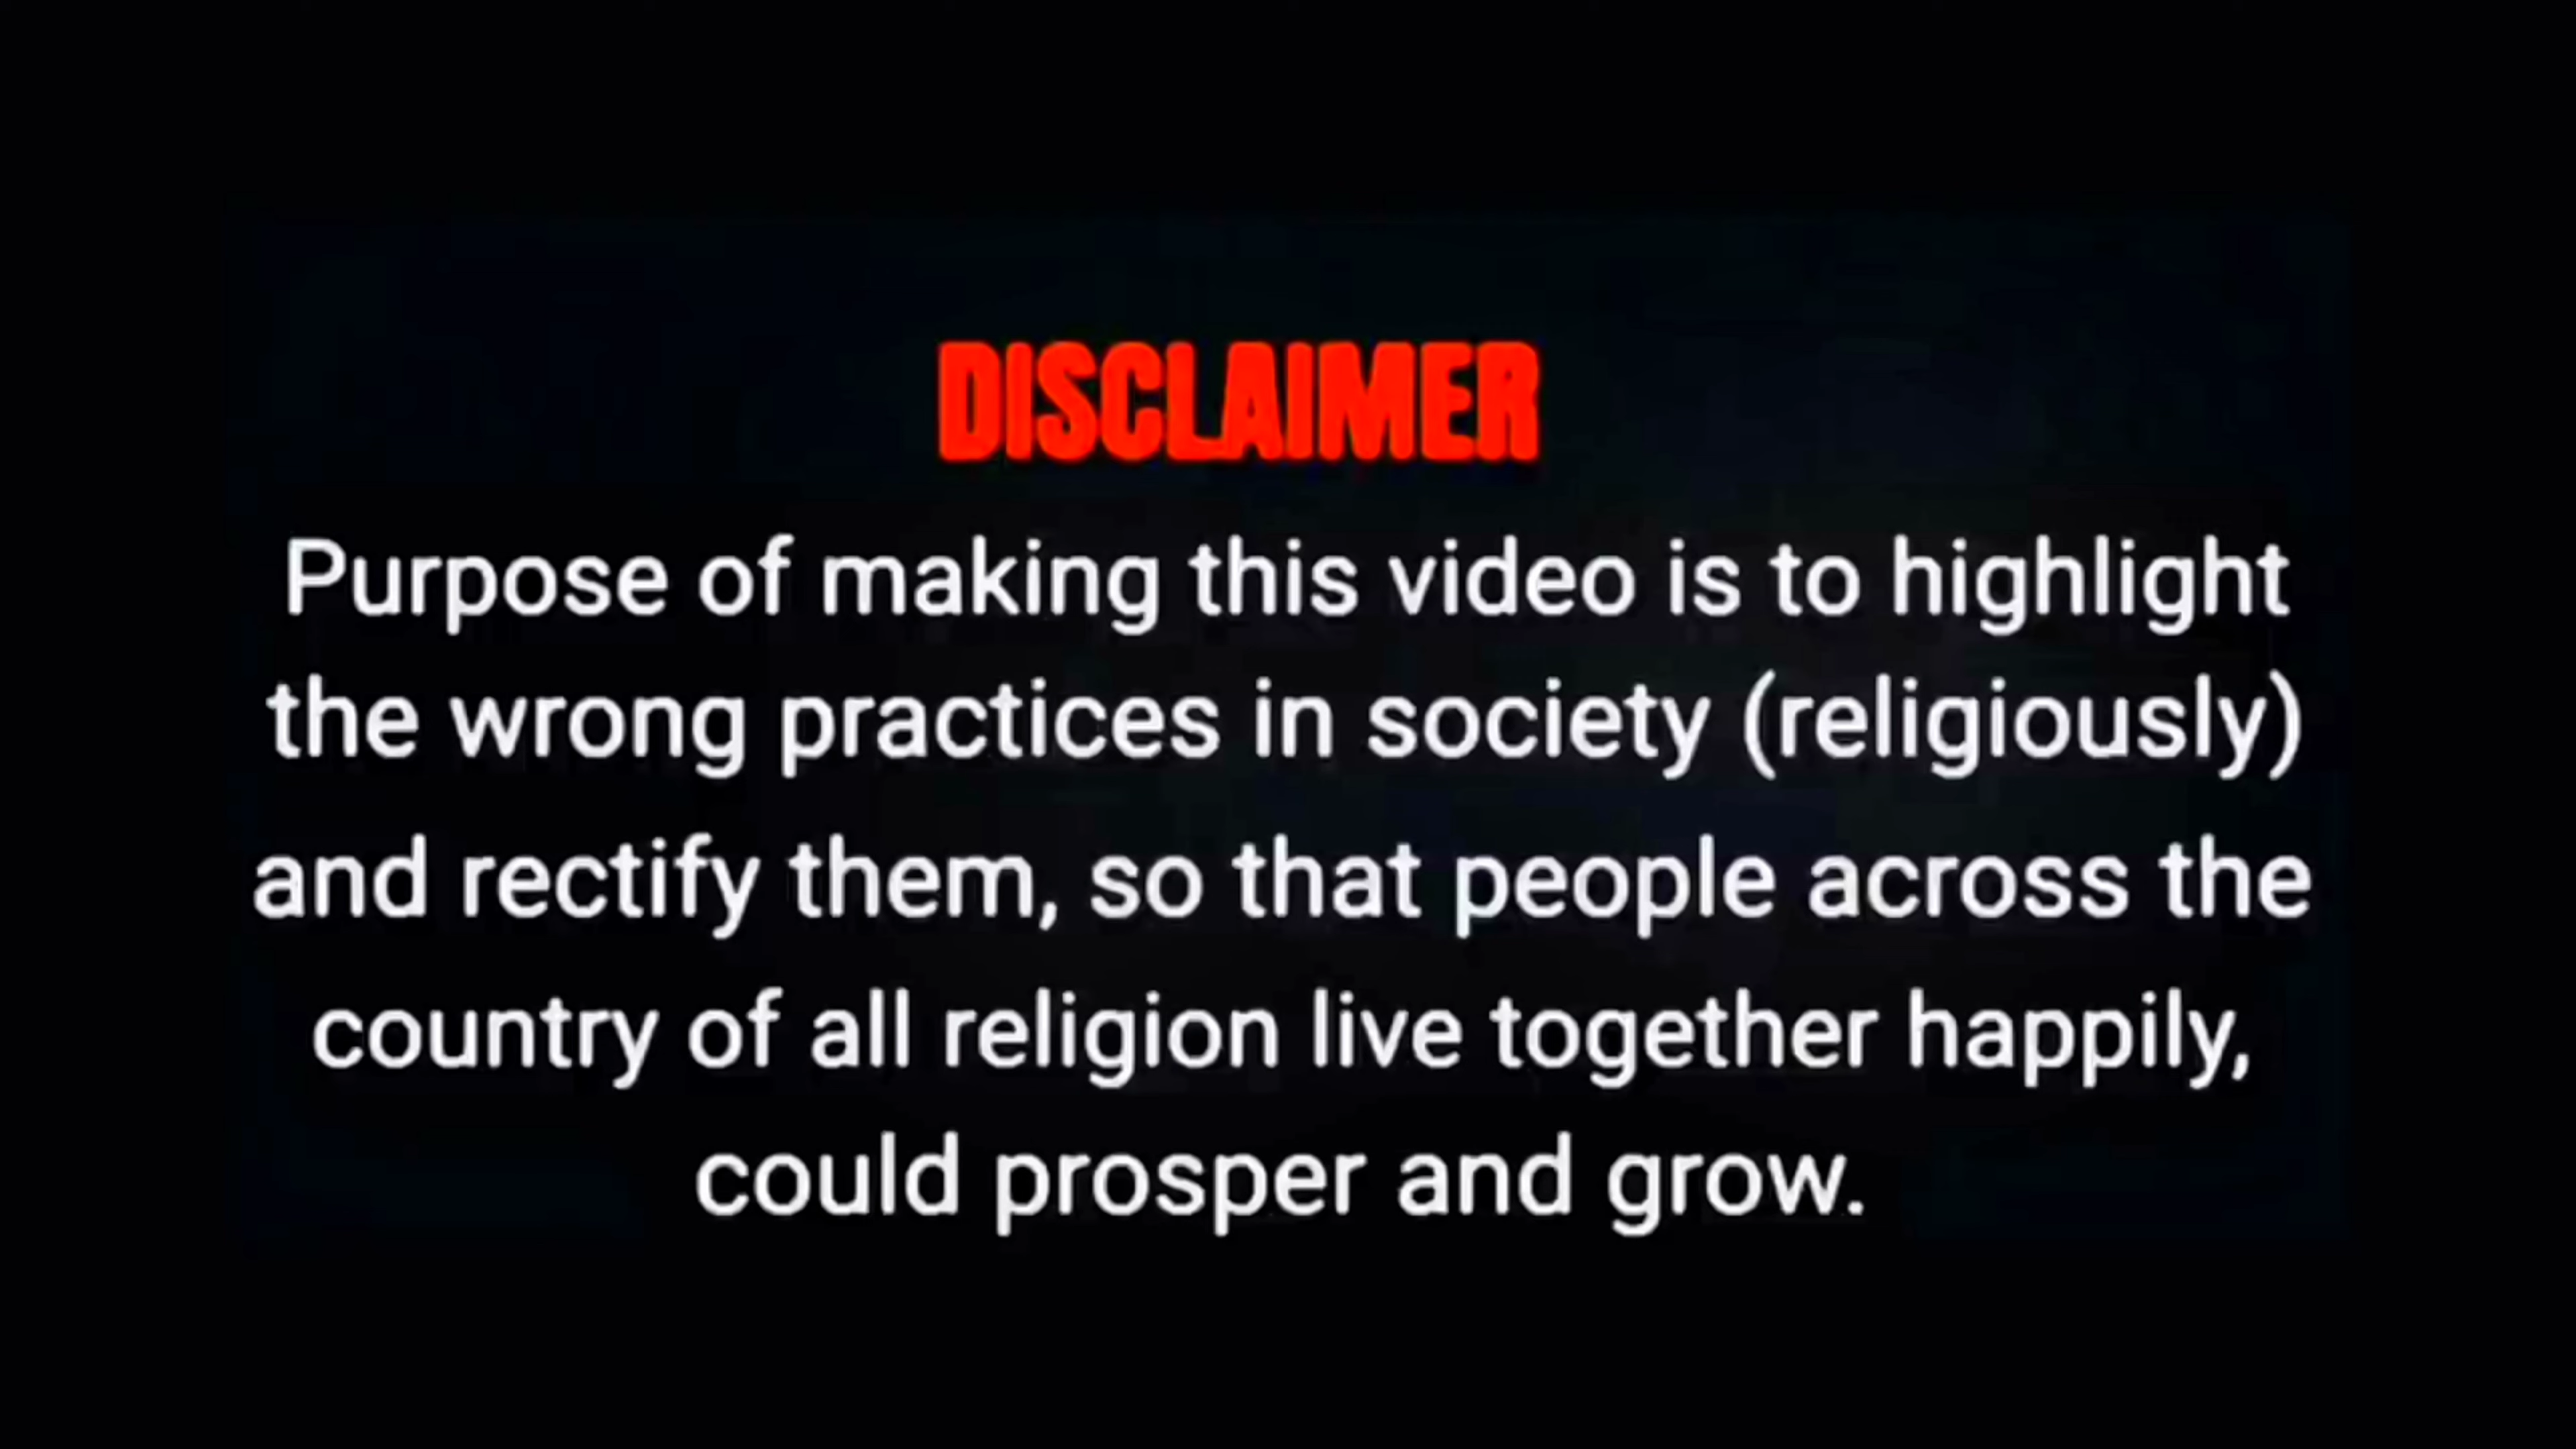 DISCLAIMER
Purpose of making this video is to highlight
the wrong practices in society (religiously)
and rectify them, so that people across the
country of all religion live together happily,
could prosper and grow.